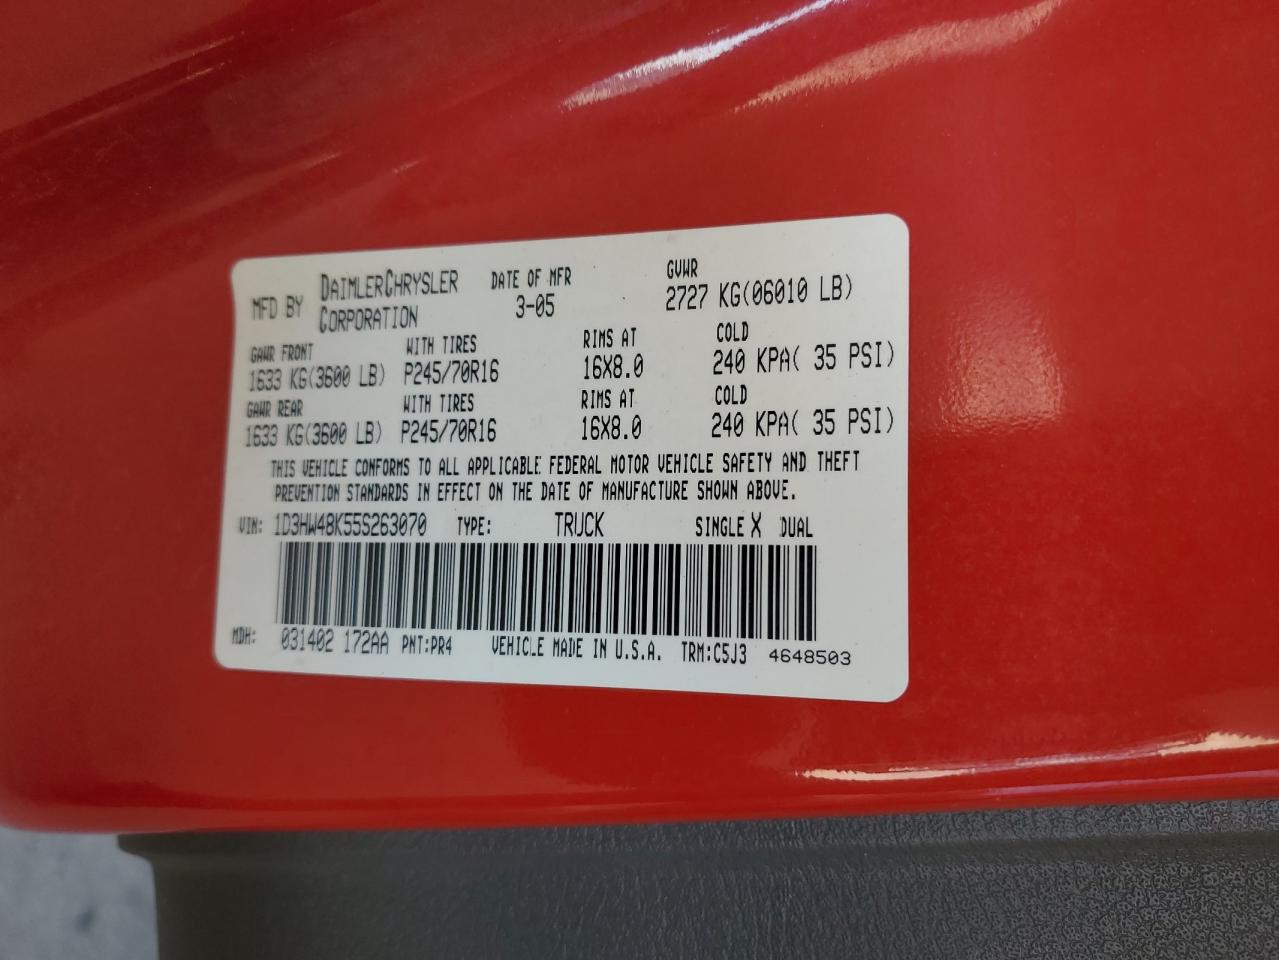 MFD BY DAIMLERCHRYSLER CORPORATION DATE OF MFR 3-05 GVWR 2727 KG(06010 LB)
GAWR FRONT WITH TIRES RIMS AT COLD
1633 KG(3600 LB) P245/70R16 16X8.0 240 KPA( 35 PSI)
GAWR REAR WITH TIRES RIMS AT COLD
1633 KG(3600 LB) P245/70R16 16X8.0 240 KPA( 35 PSI)
THIS VEHICLE CONFORMS TO ALL APPLICABLE FEDERAL MOTOR VEHICLE SAFETY AND THEFT
PREVENTION STANDARDS IN EFFECT ON THE DATE OF MANUFACTURE SHOWN ABOVE.
VIN: 1D3HW48K55S263070 TYPE: TRUCK SINGLE X DUAL
MDH: 031402 172AA PNT:PR4 VEHICLE MADE IN U.S.A. TRM:C5J3 4648503